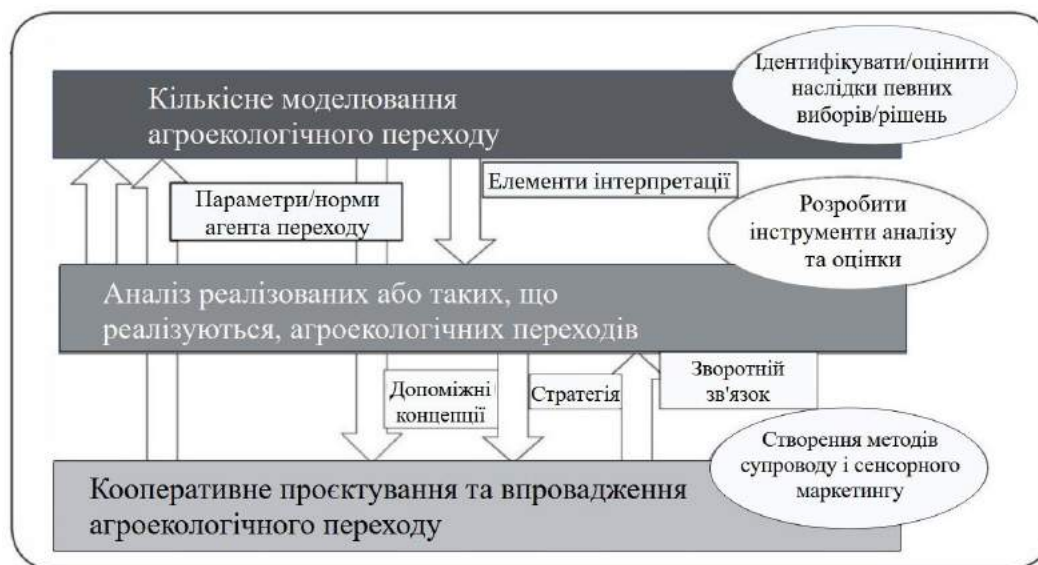 Ідентифікувати/оцінити
наслідки певних
виборів/рішень
Кількісне моделювання
агроекологічного переходу
Елементи інтерпретації
Параметри/норми
агента переходу
Розробити
інструменти аналізу
та оцінки
Аналіз реалізованих або таких, що
реалізуються, агроекологічних переходів
Зворотній
зв'язок
Допоміжні
концепції
Стратегія
Створення методів
супроводу і сенсорного
маркетингу
Кооперативне проєктування та впровадження
агроекологічного переходу